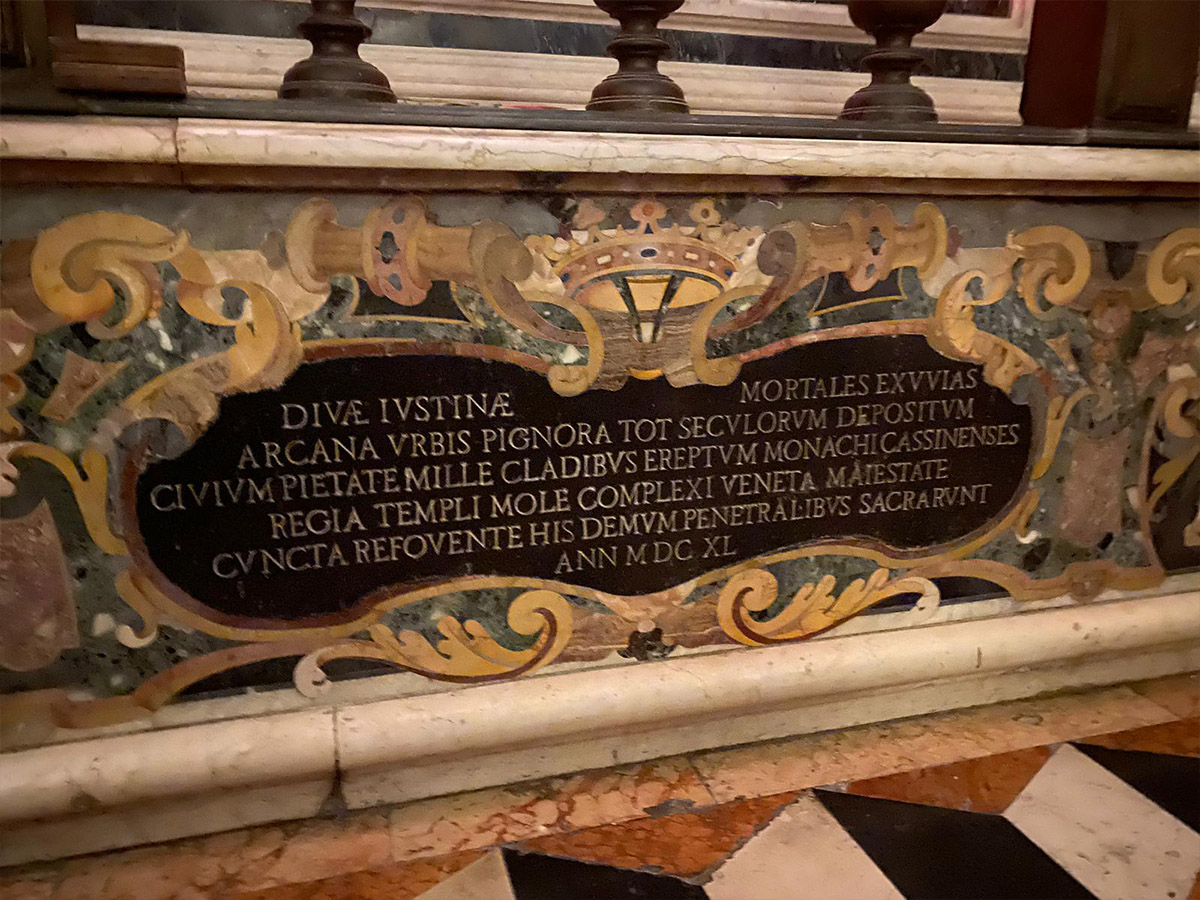 DIVÆ IVSTINÆ MORTALES EXVVIAS
ARCANA VRBIS PIGNORA TOT SECVLORVM DEPOSITVM
CIVIVM PIETATE MILLE CLADIBVS EREPTVM MONACHI CASSINENSES
REGIA TEMPLI MOLE COMPLEXI VENETA MAIESTATE
CVNCTA REFOVENTE HIS DEMVM PENETRALIBVS SACRARVNT
ANN MDC XL